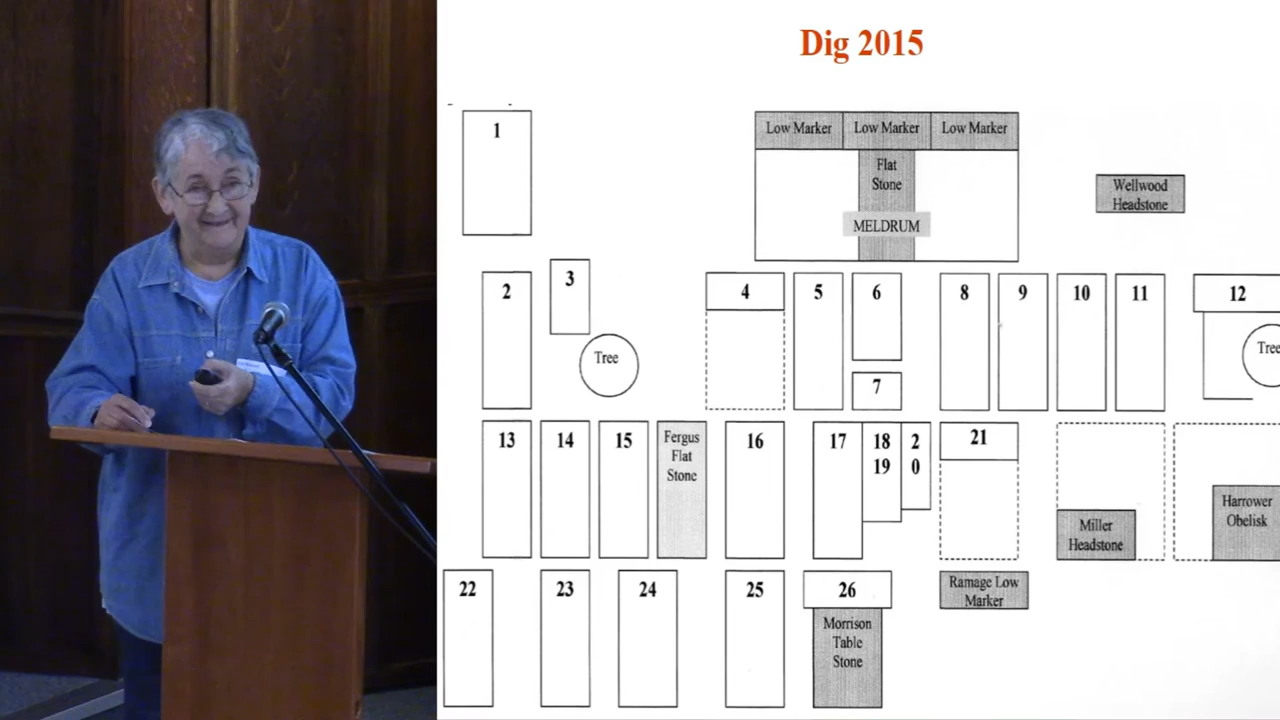 Dig 2015
1
Low Marker
Low Marker
Low Marker
Flat
Stone
MELDRUM
Wellwood
Headstone
2
3
Tree
4
5
6
7
8
9
10
11
12
Tree
13
14
15
Fergus
Flat
Stone
16
17
18
19
2
0
21
Miller
Headstone
Harrower
Obelisk
22
23
24
25
26
Morrison
Table
Stone
Ramage Low
Marker